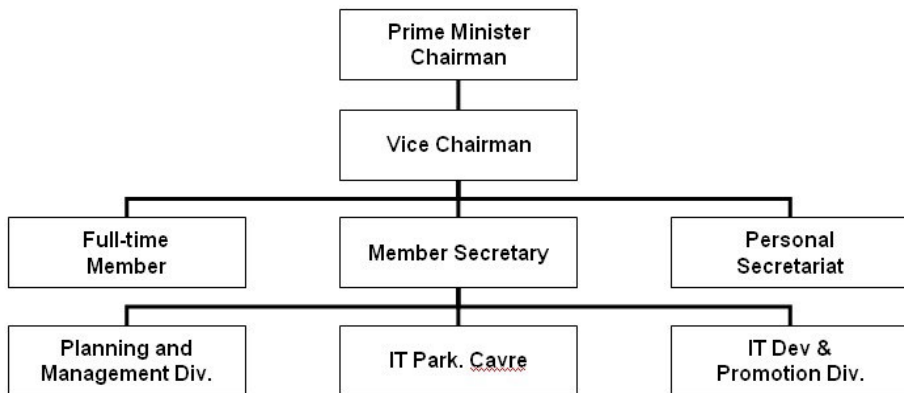 Prime Minister
Chairman
Vice Chairman
Full-time
Member
Member Secretary
Personal
Secretariat
Planning and
Management Div.
IT Park. Cavre
IT Dev &
Promotion Div.